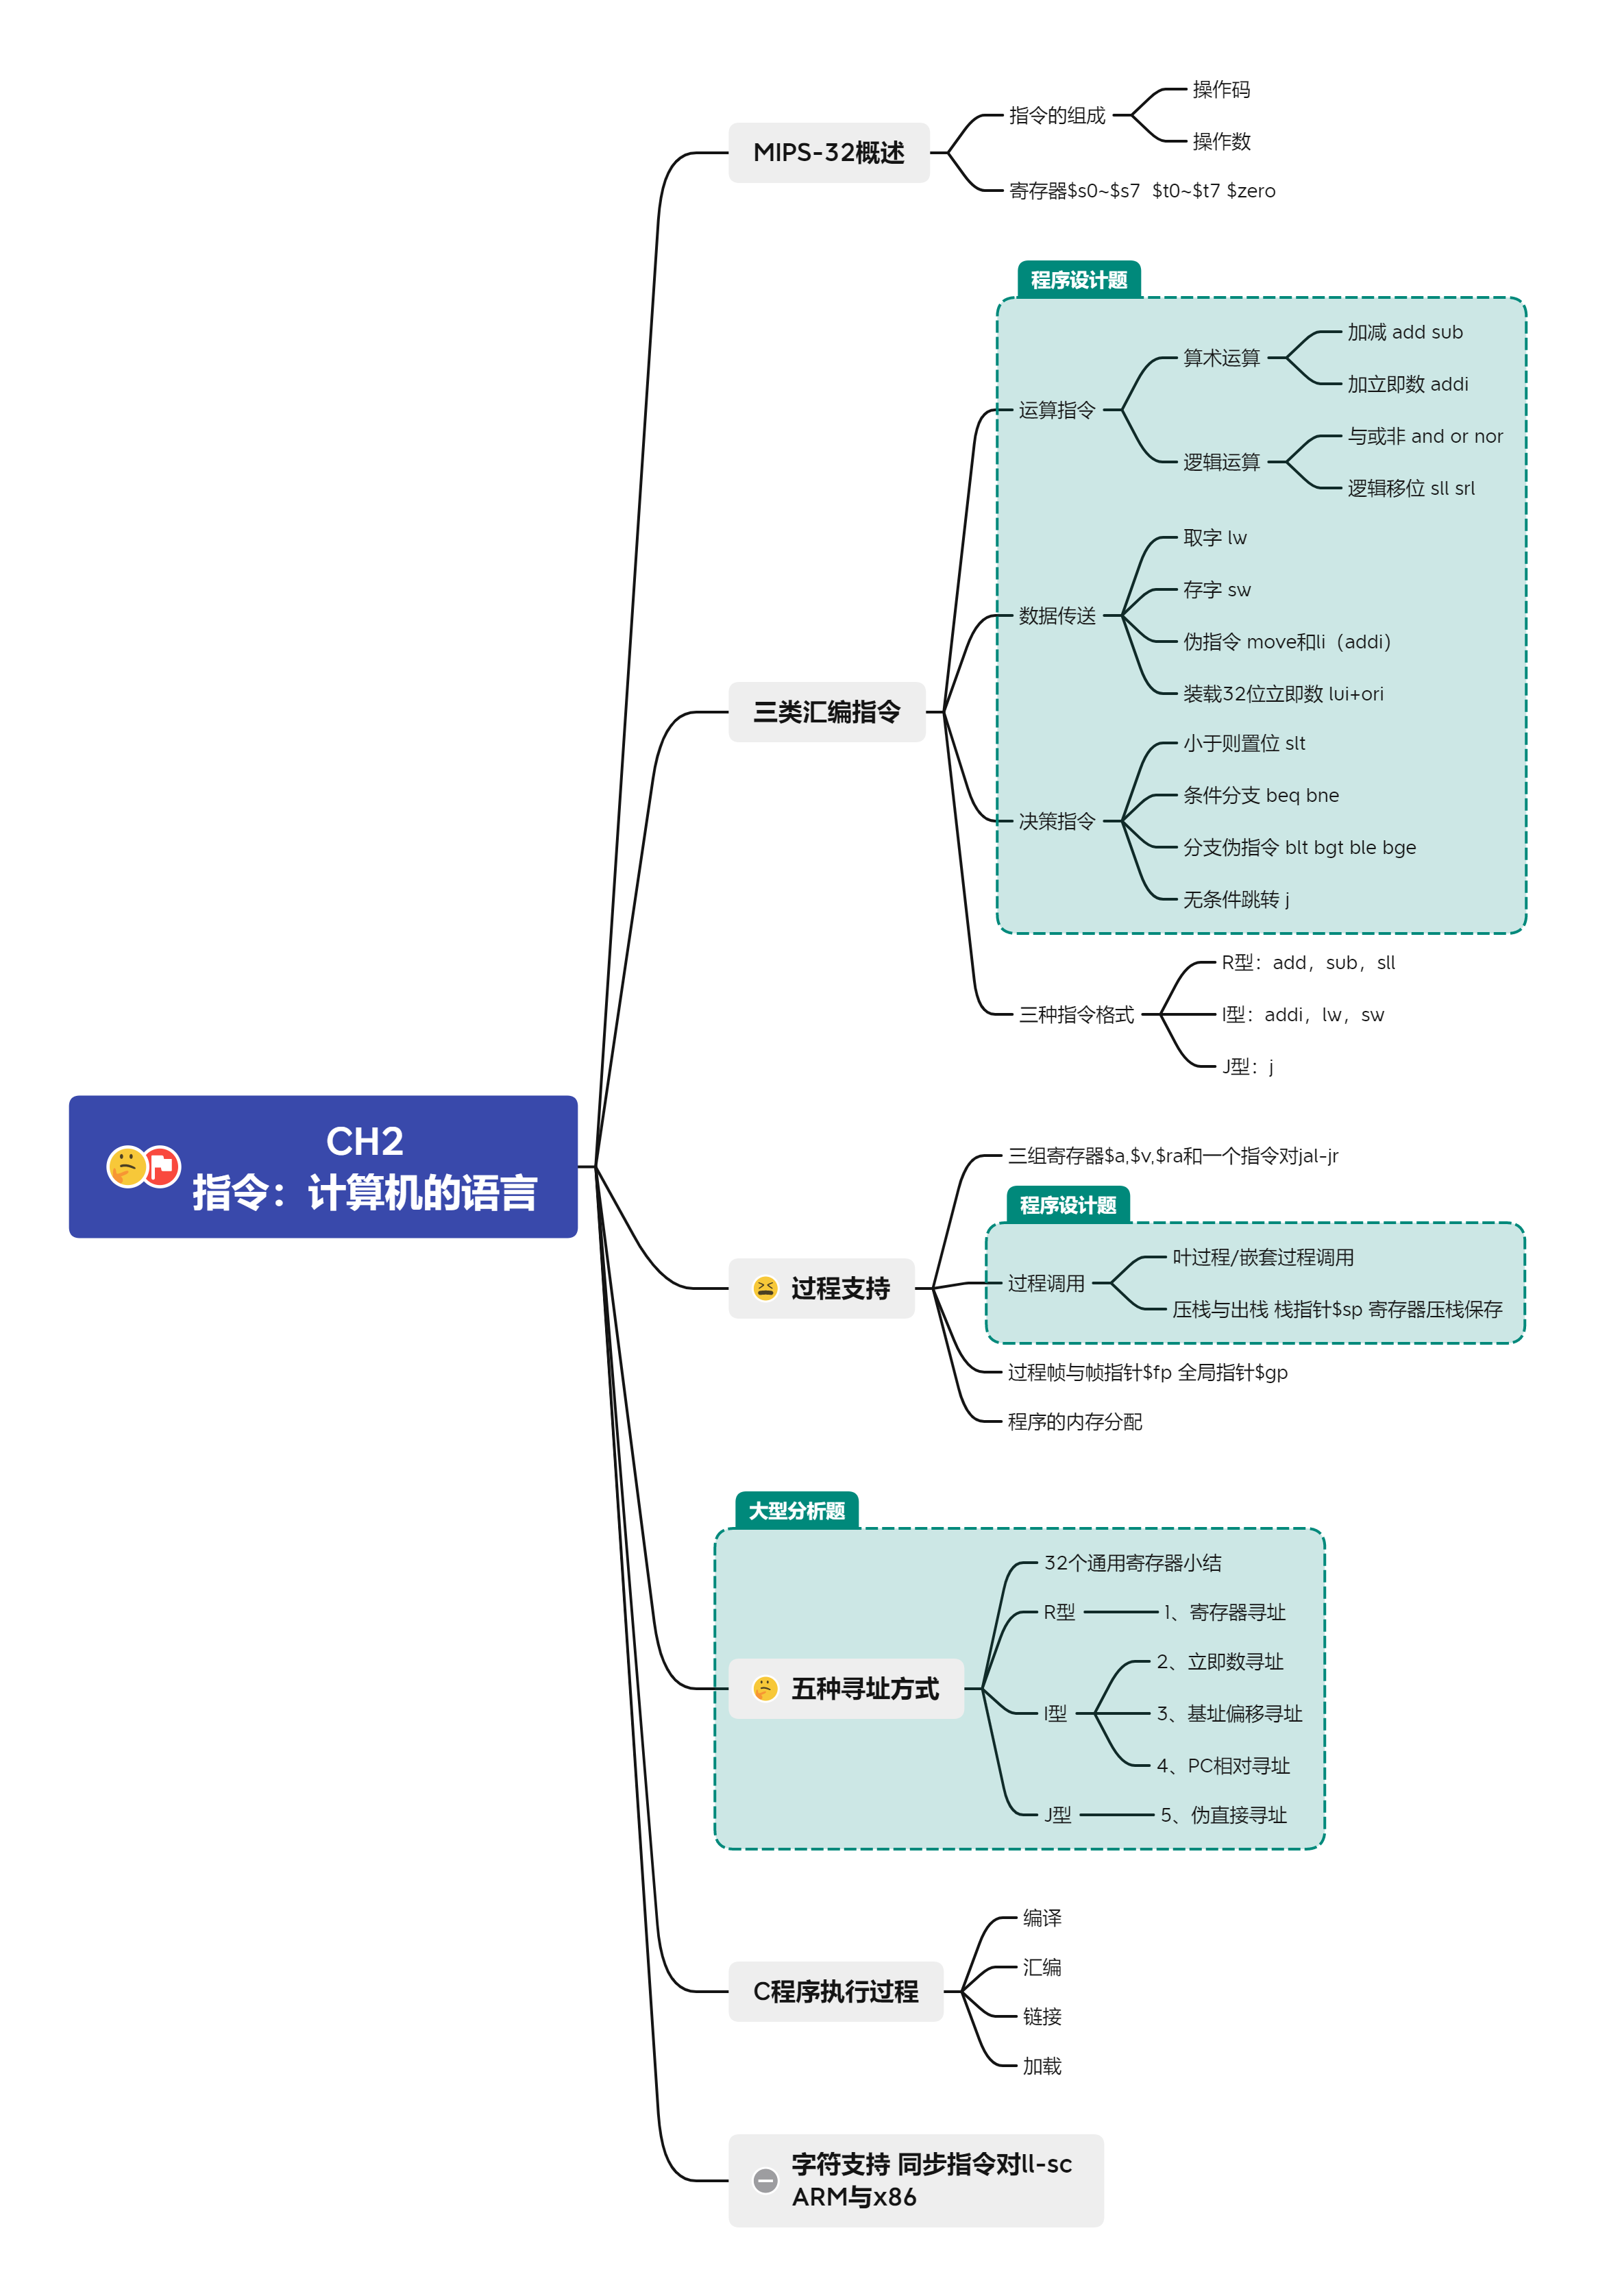 CH2
指令：计算机的语言
MIPS-32概述
指令的组成
操作码
操作数
寄存器$s0~$s7  $t0~$t7 $zero
三类汇编指令
程序设计题
运算指令
算术运算
加减 add sub
加立即数 addi
逻辑运算
与或非 and or nor
逻辑移位 sll srl
数据传送
取字 lw
存字 sw
伪指令 move和li（addi）
装载32位立即数 lui+ori
决策指令
小于则置位 slt
条件分支 beq bne
分支伪指令 blt bgt ble bge
无条件跳转 j
三种指令格式
R型：add，sub，sll
I型：addi，lw，sw
J型：j
过程支持
三组寄存器$a,$v,$ra和一个指令对jal-jr
程序设计题
过程调用
叶过程/嵌套过程调用
压栈与出栈 栈指针$sp 寄存器压栈保存
过程帧与帧指针$fp 全局指针$gp
程序的内存分配
大型分析题
五种寻址方式
32个通用寄存器小结
R型
1、寄存器寻址
I型
2、立即数寻址
3、基址偏移寻址
4、PC相对寻址
J型
5、伪直接寻址
C程序执行过程
编译
汇编
链接
加载
字符支持 同步指令对ll-sc
ARM与x86